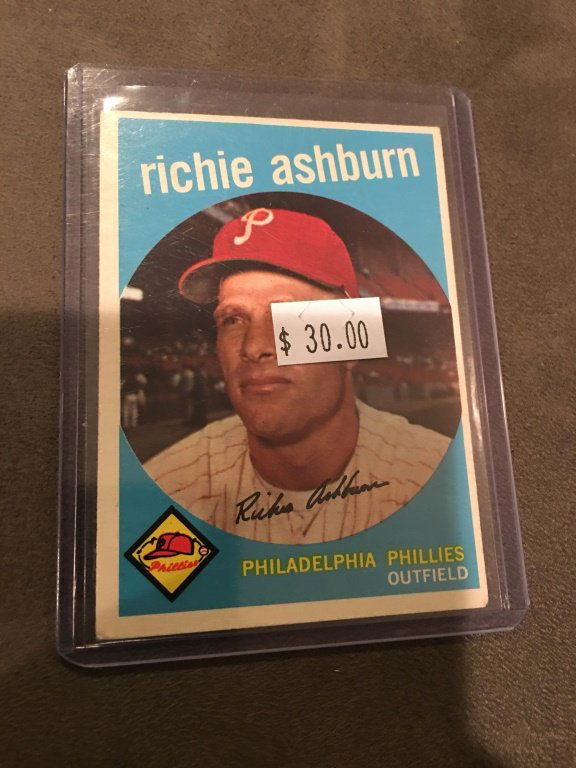 richie ashburn
P
$ 30.00
Richie Ashburn
Phillies
PHILADELPHIA PHILLIES
OUTFIELD